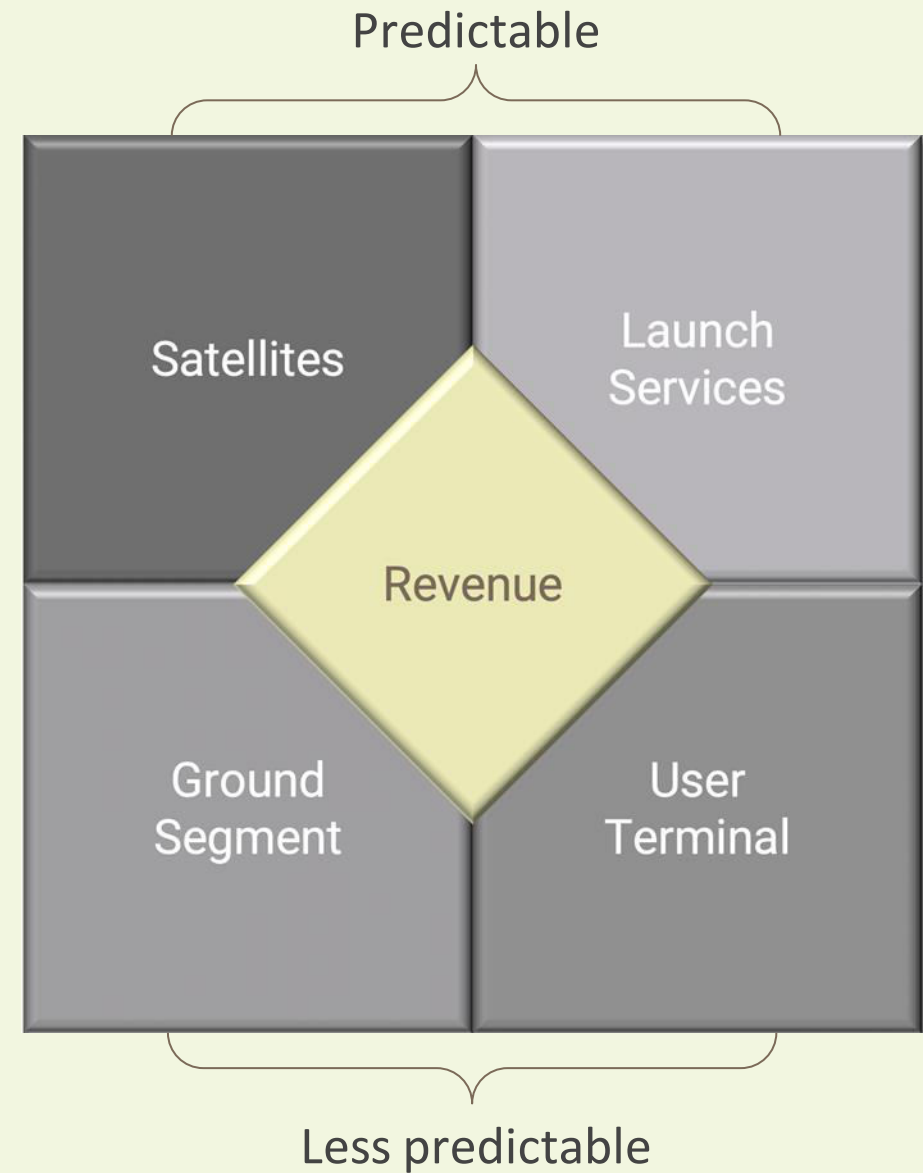 Predictable
Satellites
Launch
Services
Revenue
Ground
Segment
User
Terminal
Less predictable